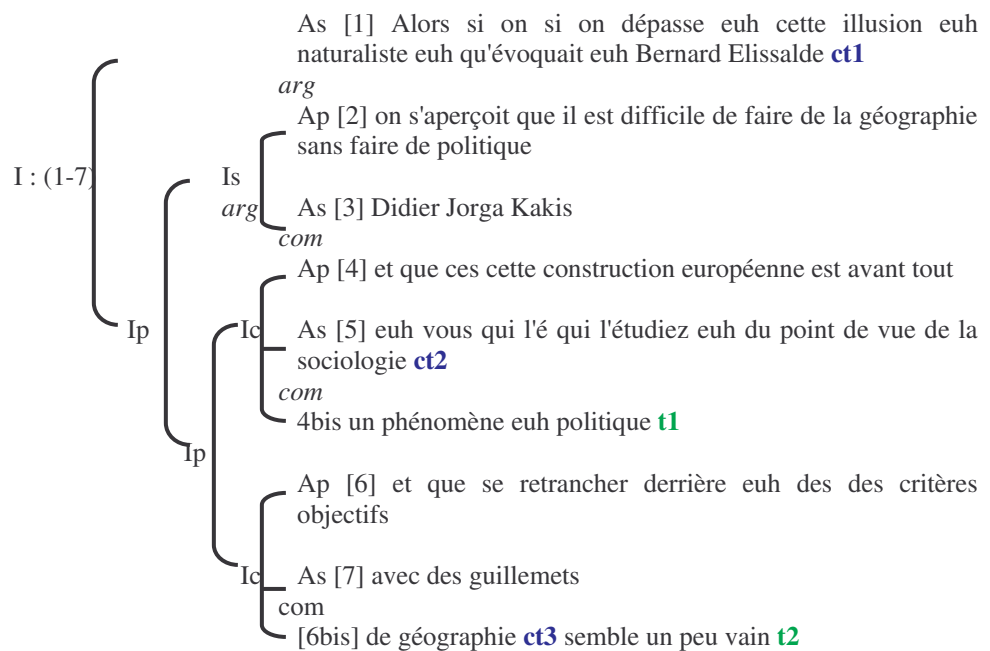 As [1] Alors si on si on dépasse euh cette illusion euh
naturaliste euh qu'évoquait euh Bernard Elissalde ct1
arg
Ap [2] on s'aperçoit que il est difficile de faire de la géographie
sans faire de politique
I : (1-7)
Is
arg
As [3] Didier Jorga Kakis
com
Ap [4] et que ces cette construction européenne est avant tout
Ip
Ic
As [5] euh vous qui l'é qui l'étudiez euh du point de vue de la
sociologie ct2
com
4bis un phénomène euh politique t1
Ip
Ap [6] et que se retrancher derrière euh des des critères
objectifs
Ic
As [7] avec des guillemets
com
[6bis] de géographie ct3 semble un peu vain t2